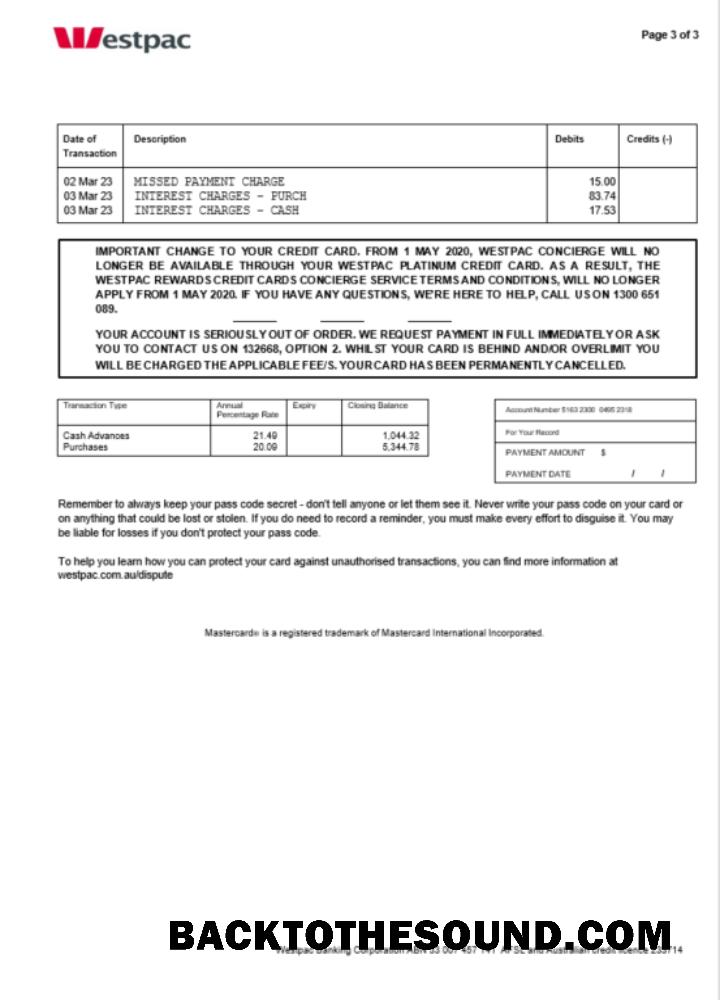 Westpac
Page 3 of 3
Date of Transaction Description Debits Credits (-)
02 Mar 23 MISSED PAYMENT CHARGE 15.00
03 Mar 23 INTEREST CHARGES - PURCH 83.74
03 Mar 23 INTEREST CHARGES - CASH 17.53
IMPORTANT CHANGE TO YOUR CREDIT CARD. FROM 1 MAY 2020, WESTPAC CONCIERGE WILL NO
LONGER BE AVAILABLE THROUGH YOUR WESTPAC PLATINUM CREDIT CARD. AS A RESULT, THE
WESTPAC REWARDS CREDIT CARDS CONCIERGE SERVICE TERMS AND CONDITIONS, WILL NO LONGER
APPLY FROM 1 MAY 2020. IF YOU HAVE ANY QUESTIONS, WE'RE HERE TO HELP, CALL US ON 1300 651
089.
YOUR ACCOUNT IS SERIOUSLY OUT OF ORDER. WE REQUEST PAYMENT IN FULL IMMEDIATELY OR ASK
YOU TO CONTACT US ON 132668, OPTION 2. WHILST YOUR CARD IS BEHIND AND/OR OVERLIMIT YOU
WILL BE CHARGED THE APPLICABLE FEE/S. YOUR CARD HAS BEEN PERMANENTLY CANCELLED.
Transaction Type Annual Percentage Rate Expiry Closing Balance
Cash Advances 21.49 1,044.32
Purchases 20.09 5,344.78
Account Number 5163 2300 0495 2318
For Your Record
PAYMENT AMOUNT $
PAYMENT DATE / /
Remember to always keep your pass code secret - don't tell anyone or let them see it. Never write your pass code on your card or
on anything that could be lost or stolen. If you do need to record a reminder, you must make every effort to disguise it. You may
be liable for losses if you don't protect your pass code.
To help you learn how you can protect your card against unauthorised transactions, you can find more information at
westpac.com.au/dispute
Mastercard® is a registered trademark of Mastercard International Incorporated.
BACKTOTHESOUND.COM
Westpac Banking Corporation ABN 33 007 457 141 AFSL and Australian credit licence 233714